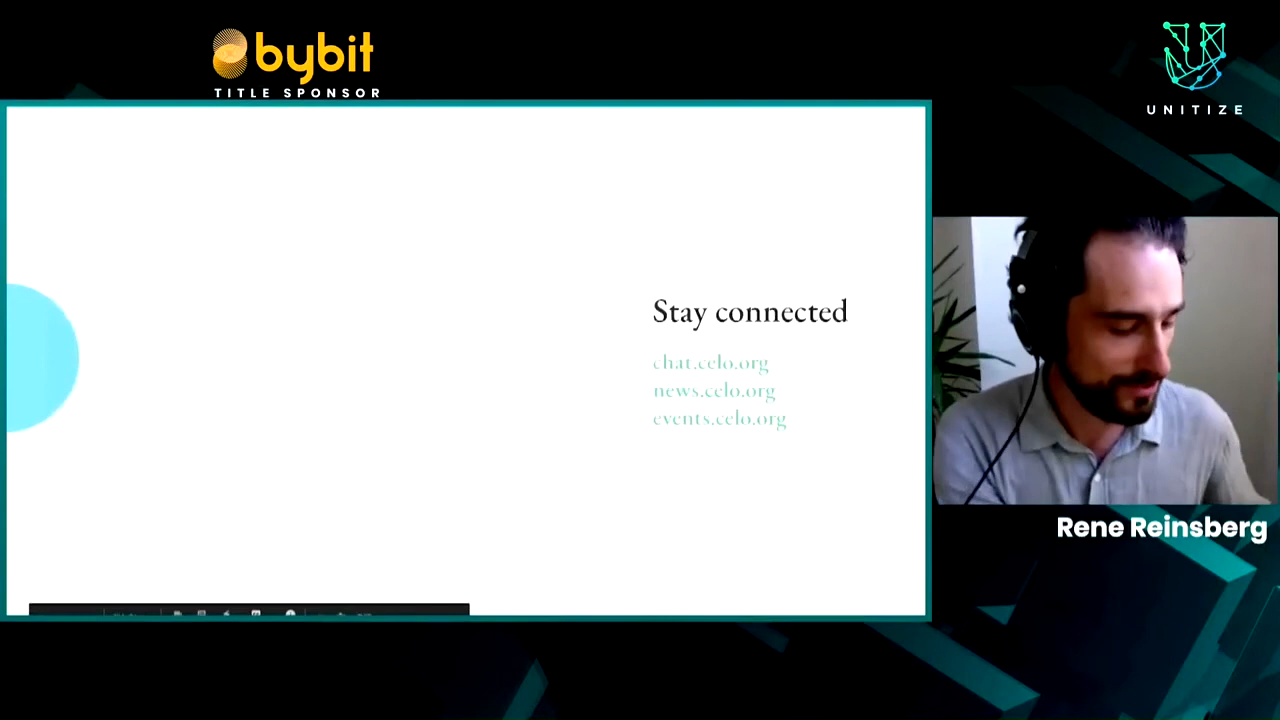 bybit
TITLE SPONSOR
UNITIZE
Stay connected
chat.celo.org
news.celo.org
events.celo.org
Rene Reinsberg